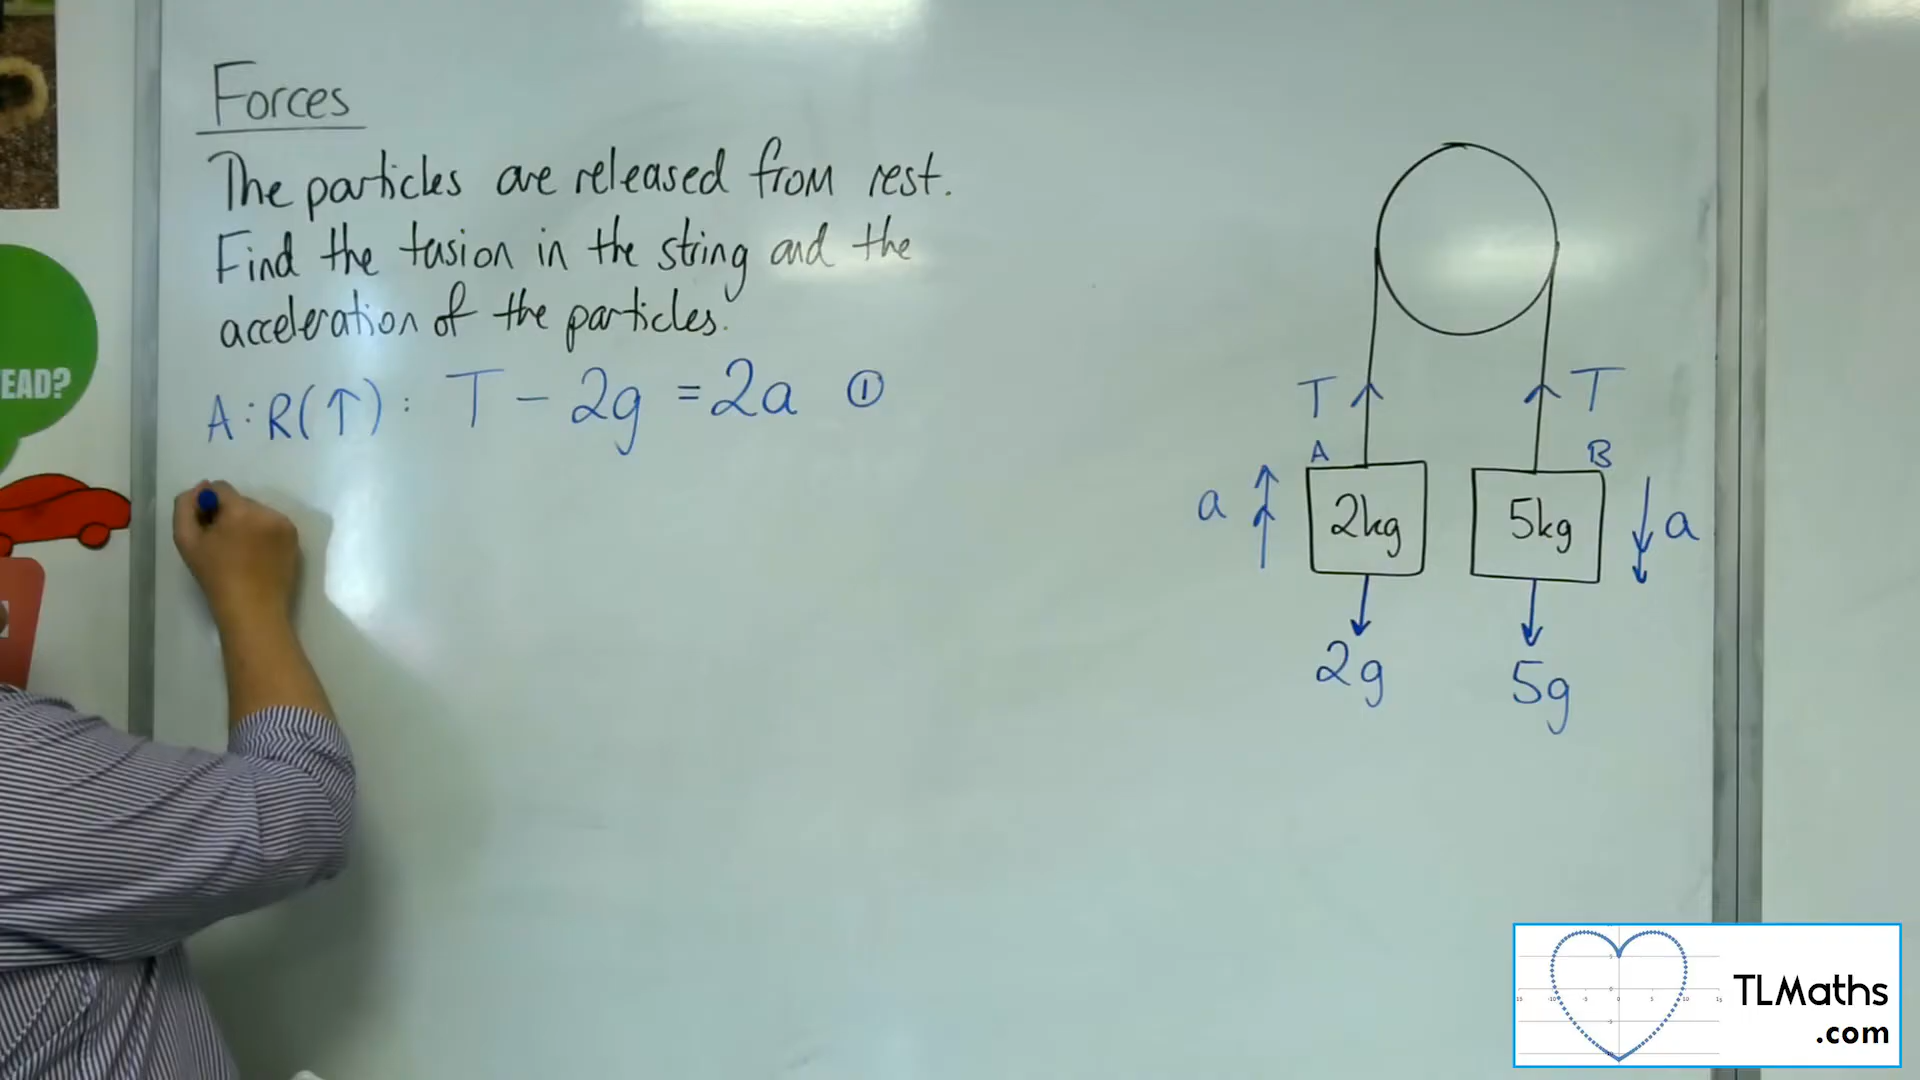 Forces
The particles are released from rest.
Find the tension in the string and the
acceleration of the particles.
A: R(↑): T - 2g = 2a ①
EAD?
T
T
A
B
a
2kg
5kg
a
2g
5g
TLMaths
.com